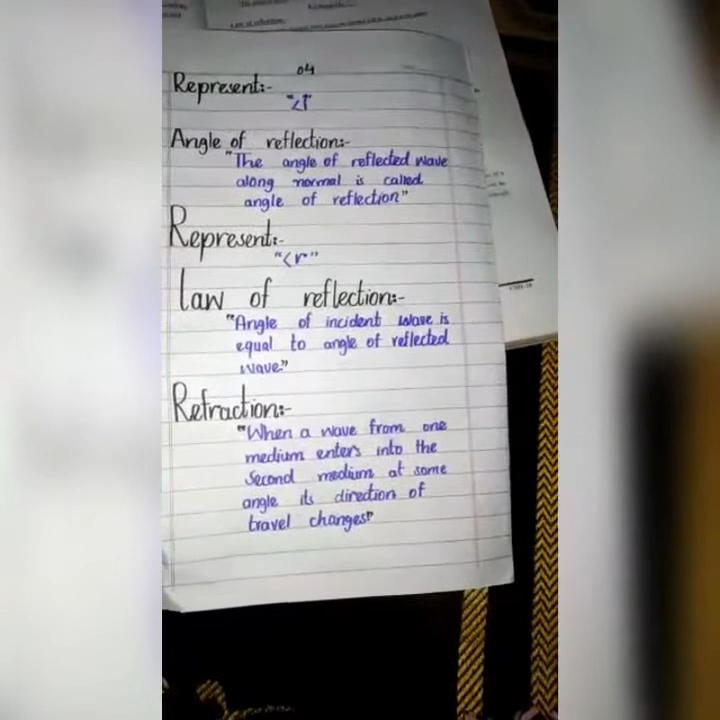 04
Represent:-
"<i"
Angle of reflection:-
"The angle of reflected wave
along normal is called
angle of reflection"
Represent:-
"<r"
Law of reflection:-
"Angle of incident wave is
equal to angle of reflected
wave"
Refraction:-
"When a wave from one
medium enters into the
Second medium at some
angle its direction of
travel changes"